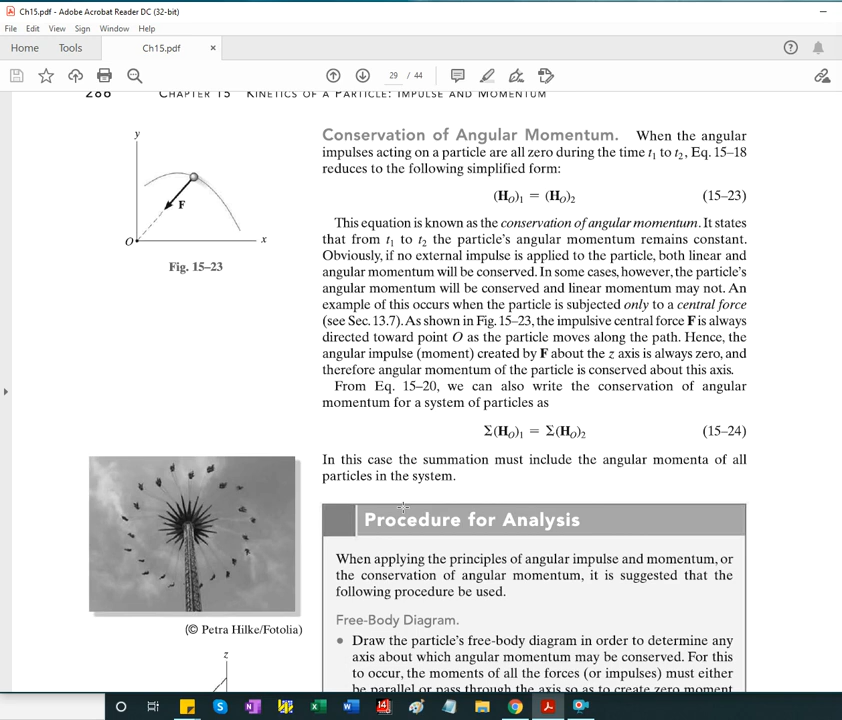 Ch15.pdf - Adobe Acrobat Reader DC (32-bit)
File Edit View Sign Window Help
Home Tools Ch15.pdf ×
29 / 44
286 CHAPTER 15 KINETICS OF A PARTICLE: IMPULSE AND MOMENTUM
y
F
O
x
Fig. 15–23
Conservation of Angular Momentum. When the angular
impulses acting on a particle are all zero during the time t₁ to t₂, Eq. 15–18
reduces to the following simplified form:
(H_O)₁ = (H_O)₂ (15–23)
This equation is known as the conservation of angular momentum. It states
that from t₁ to t₂ the particle's angular momentum remains constant.
Obviously, if no external impulse is applied to the particle, both linear and
angular momentum will be conserved. In some cases, however, the particle's
angular momentum will be conserved and linear momentum may not. An
example of this occurs when the particle is subjected only to a central force
(see Sec. 13.7). As shown in Fig. 15–23, the impulsive central force F is always
directed toward point O as the particle moves along the path. Hence, the
angular impulse (moment) created by F about the z axis is always zero, and
therefore angular momentum of the particle is conserved about this axis.
From Eq. 15–20, we can also write the conservation of angular
momentum for a system of particles as
Σ(H_O)₁ = Σ(H_O)₂ (15–24)
In this case the summation must include the angular momenta of all
particles in the system.
(© Petra Hilke/Fotolia)
z
Procedure for Analysis
When applying the principles of angular impulse and momentum, or
the conservation of angular momentum, it is suggested that the
following procedure be used.
Free-Body Diagram.
● Draw the particle's free-body diagram in order to determine any
axis about which angular momentum may be conserved. For this
to occur, the moments of all the forces (or impulses) must either
be parallel or pass through the axis so as to create zero moment